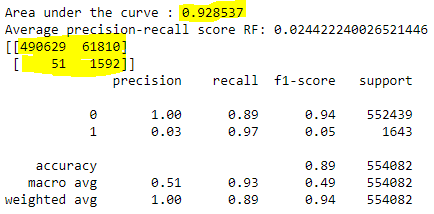 Area under the curve : 0.928537
Average precision-recall score RF: 0.024422240026521446
[[490629 61810]
[ 51 1592]]
precision recall f1-score support
0 1.00 0.89 0.94 552439
1 0.03 0.97 0.05 1643
accuracy 0.89 554082
macro avg 0.51 0.93 0.49 554082
weighted avg 1.00 0.89 0.94 554082